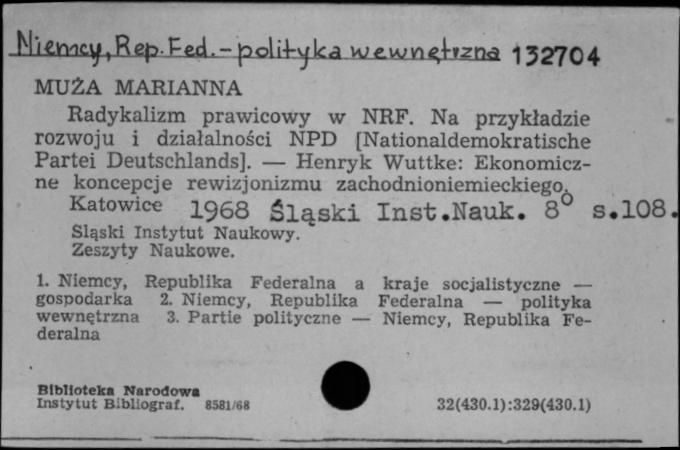 Niemcy, Rep. Fed. - polityka wewnętrzna 132704
MUŻA MARIANNA
Radykalizm prawicowy w NRF. Na przykładzie
rozwoju i działalności NPD [Nationaldemokratische
Partei Deutschlands]. — Henryk Wuttke: Ekonomicz-
ne koncepcje rewizjonizmu zachodnioniemieckiego.
Katowice 1968 Śląski Inst.Nauk. 8° s.108.
Sląski Instytut Naukowy.
Zeszyty Naukowe.
1. Niemcy, Republika Federalna a kraje socjalistyczne —
gospodarka 2. Niemcy, Republika Federalna — polityka
wewnętrzna 3. Partie polityczne — Niemcy, Republika Fe-
deralna
Biblioteka Narodowa
Instytut Bibliograf. 8581/68 32(430.1):329(430.1)